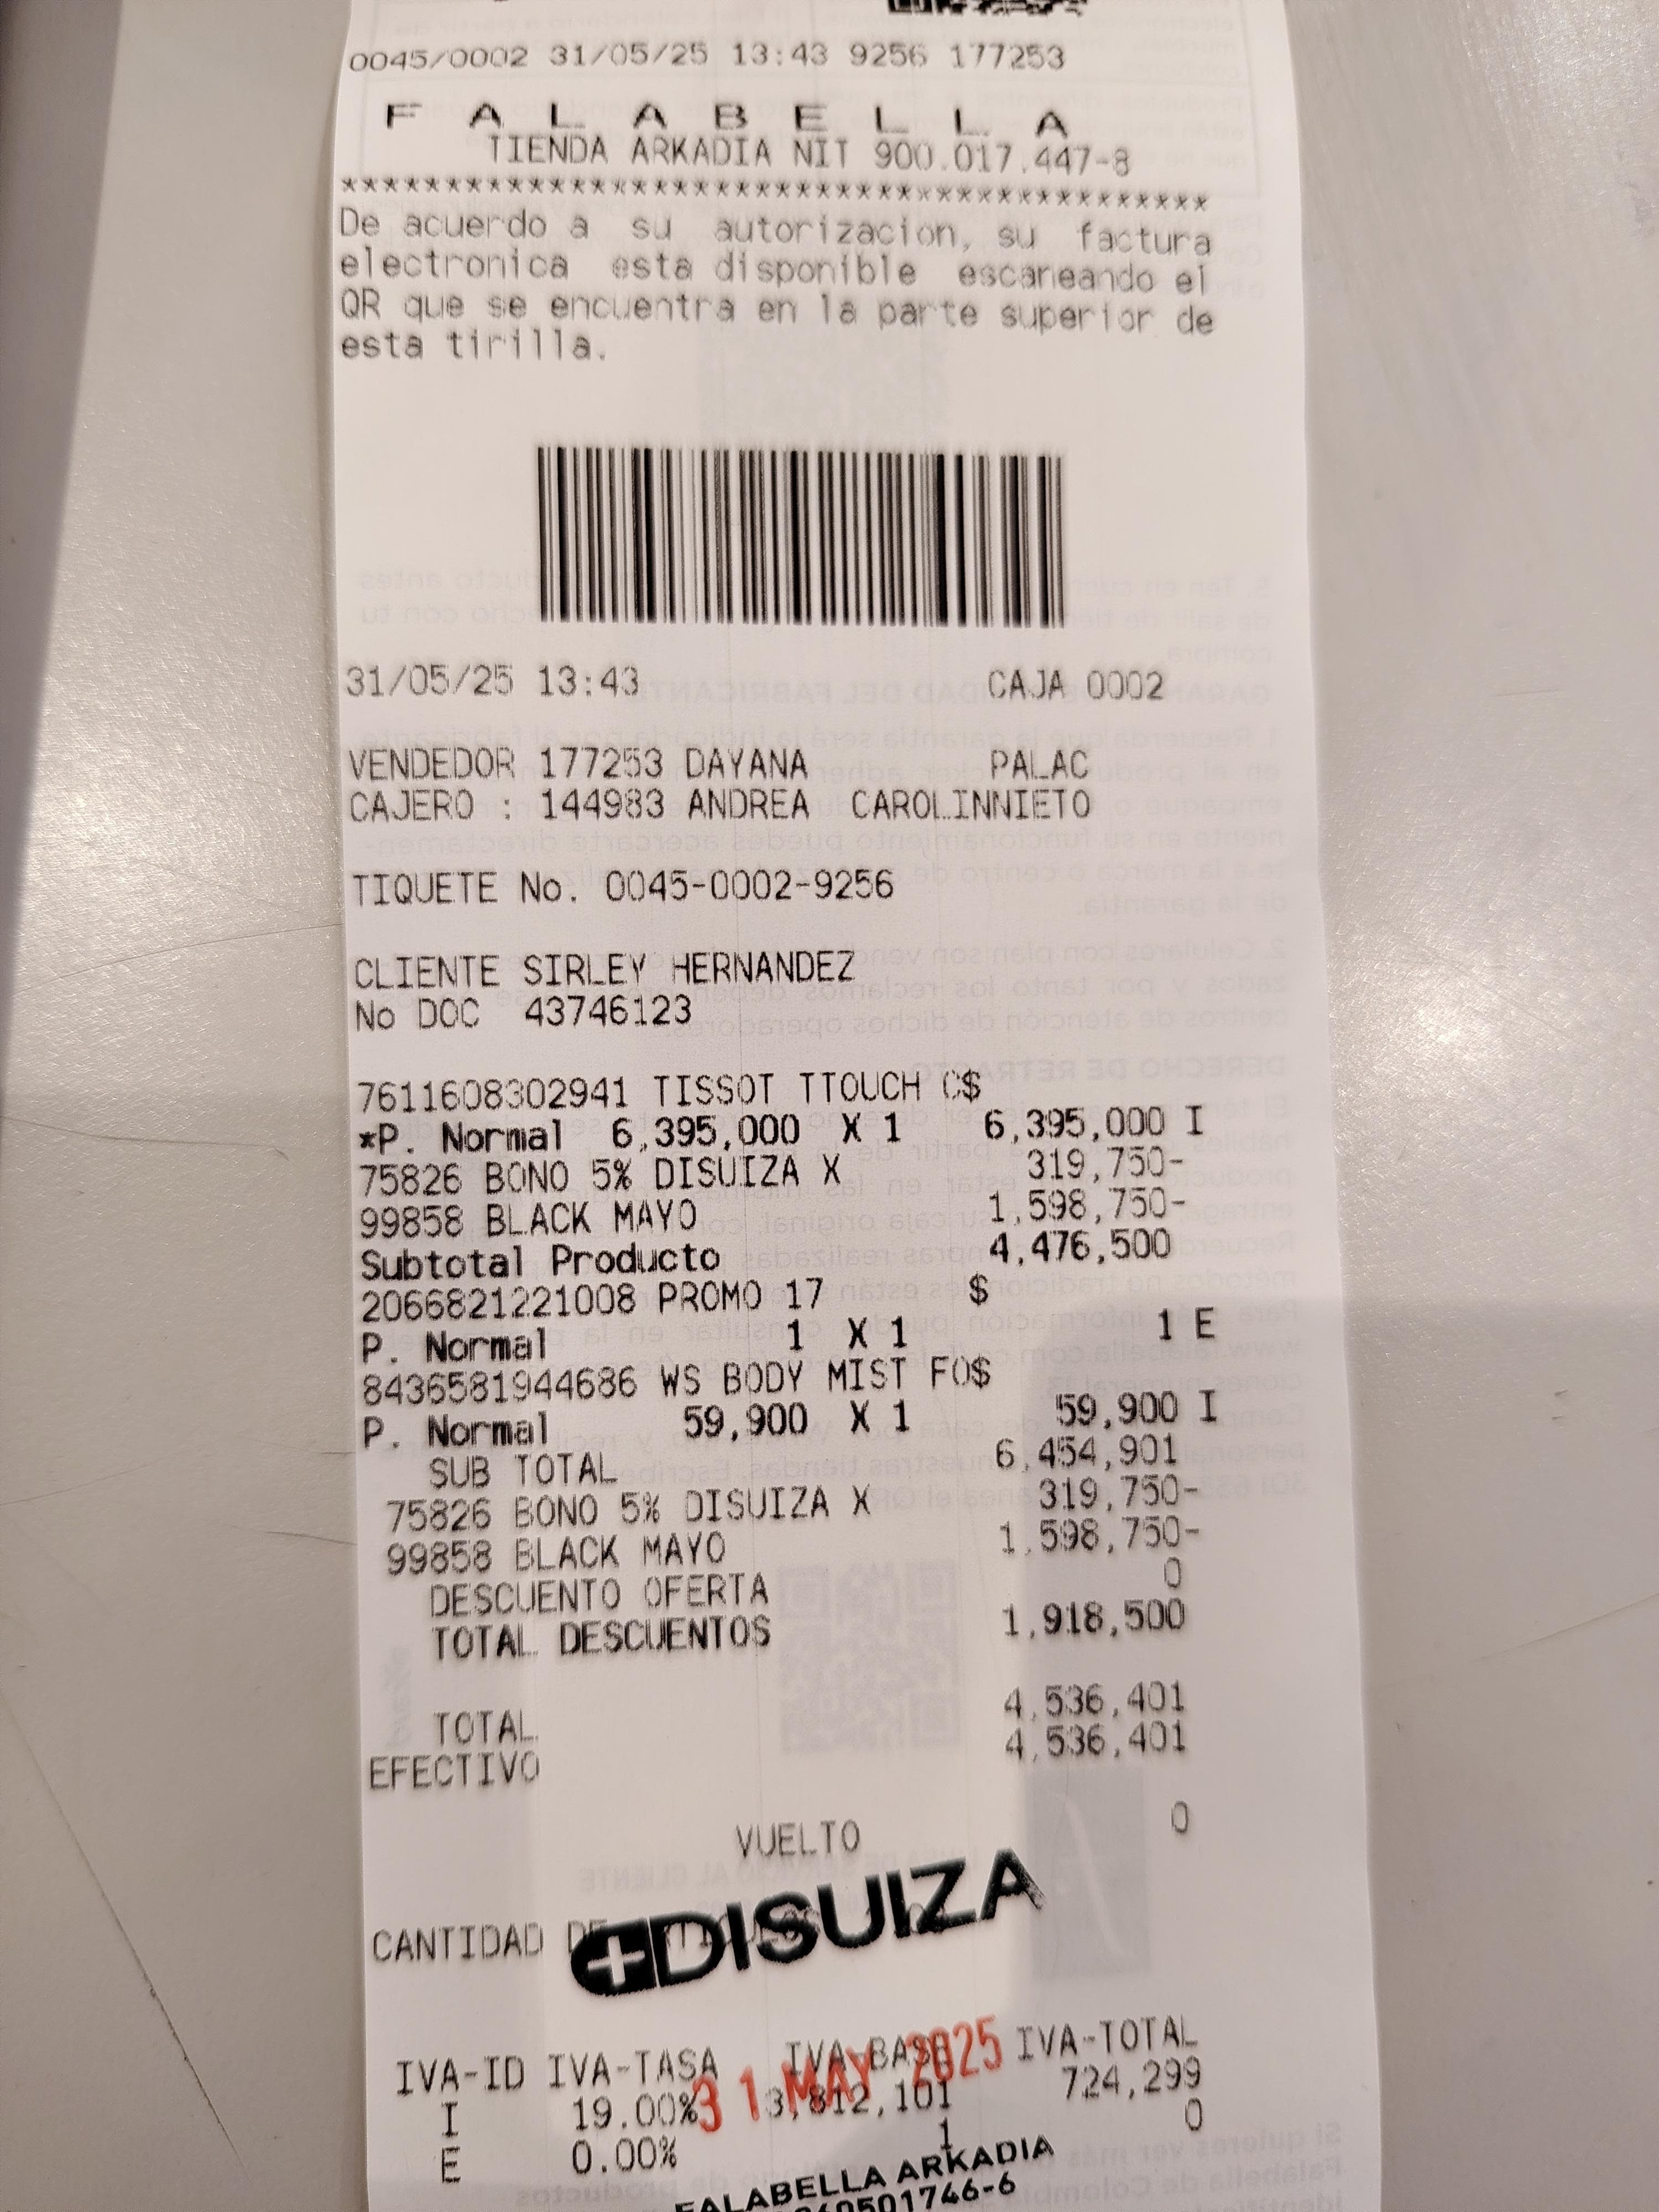 0045/0002 31/05/25 13:43 9256 177253
F A L A B E L L A
TIENDA ARKADIA NIT 900.017.447-8
******************************************
De acuerdo a su autorizacion, su factura
electronica esta disponible escaneando el
QR que se encuentra en la parte superior de
esta tirilla.
31/05/25 13:43 CAJA 0002
VENDEDOR 177253 DAYANA PALAC
CAJERO : 144983 ANDREA CAROLINNIETO
TIQUETE No. 0045-0002-9256
CLIENTE SIRLEY HERNANDEZ
No DOC 43746123
7611608302941 TISSOT TTOUCH C$
*P. Normal 6,395,000 X 1 6,395,000 I
75826 BONO 5% DISUIZA X 319,750-
99858 BLACK MAYO 1,598,750-
Subtotal Producto 4,476,500
2066821221008 PROMO 17 $
P. Normal 1 X 1 1 E
8436581944686 WS BODY MIST FO$
P. Normal 59,900 X 1 59,900 I
SUB TOTAL 6,454,901
75826 BONO 5% DISUIZA X 319,750-
99858 BLACK MAYO 1,598,750-
DESCUENTO OFERTA 0
TOTAL DESCUENTOS 1,918,500
TOTAL 4,536,401
EFECTIVO 4,536,401
VUELTO 0
DISUIZA
CANTIDAD
31 MAY 2025
IVA-ID IVA-TASA IVA-BASE IVA-TOTAL
I 19.00% 3,812,101 724,299
E 0.00% 1 0
FALABELLA ARKADIA
860501746-6